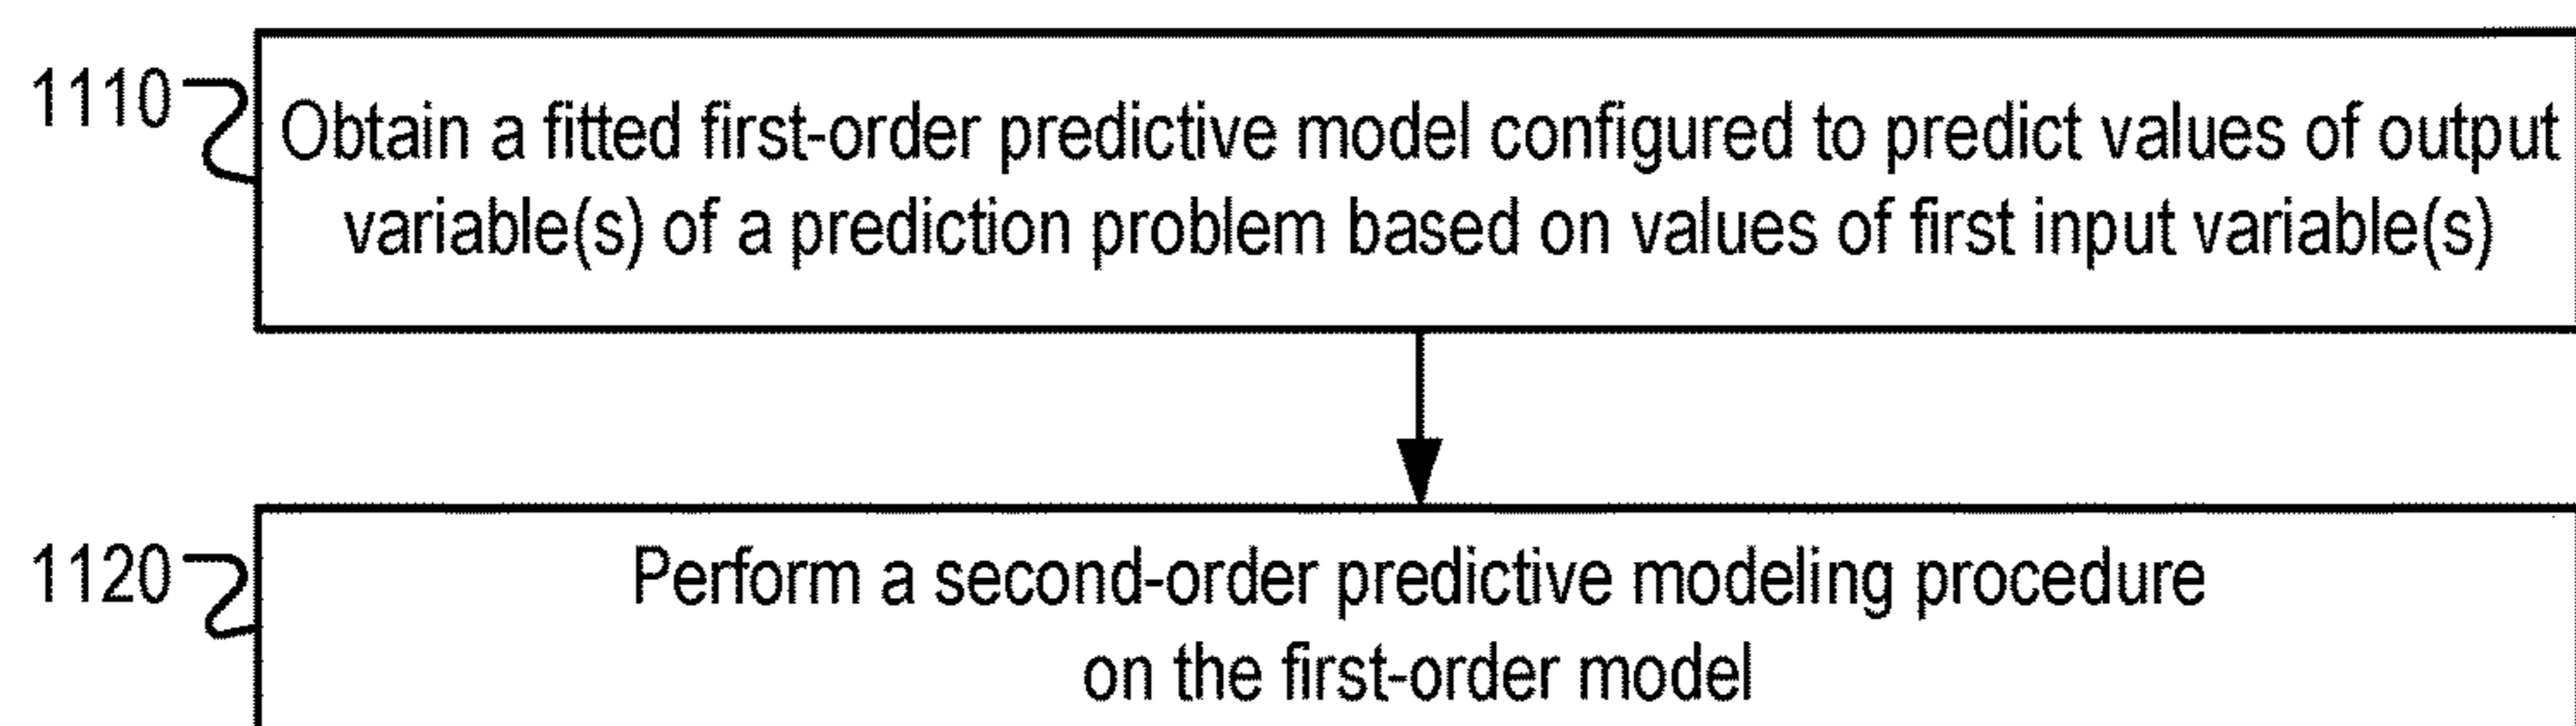 1110
Obtain a fitted first-order predictive model configured to predict values of output
variable(s) of a prediction problem based on values of first input variable(s)
1120
Perform a second-order predictive modeling procedure
on the first-order model